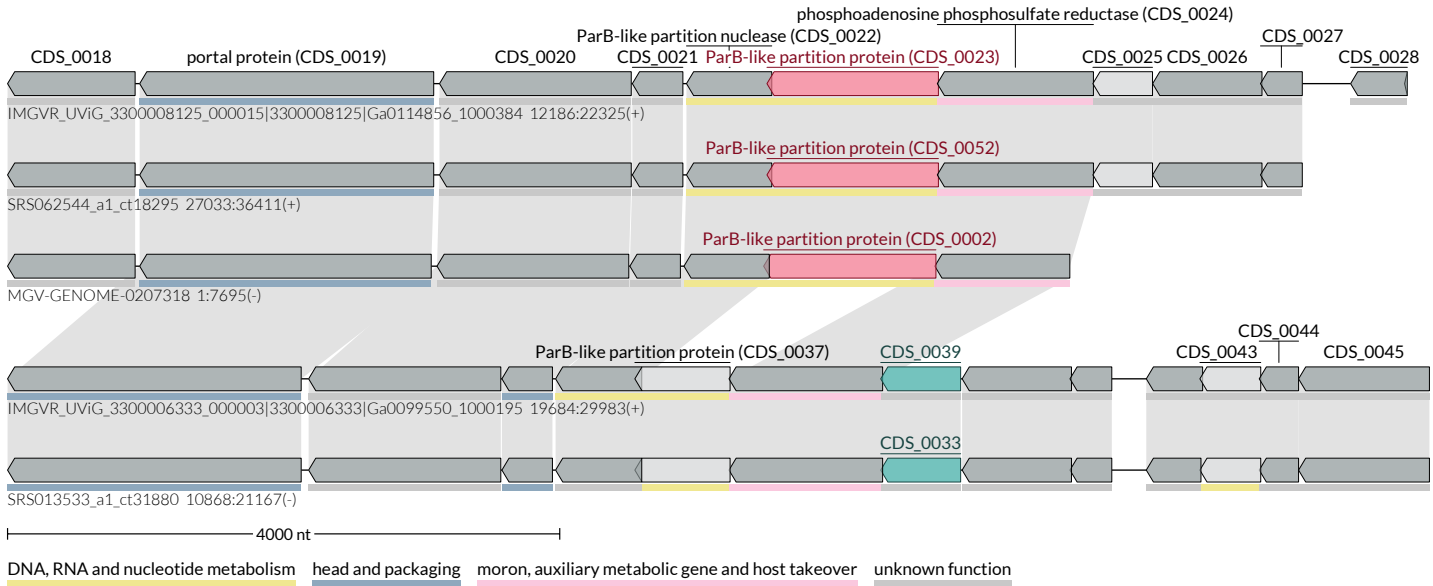 phosphoadenosine phosphosulfate reductase (CDS_0024)
ParB-like partition nuclease (CDS_0022) CDS_0027
CDS_0018 portal protein (CDS_0019) CDS_0020 CDS_0021 ParB-like partition protein (CDS_0023) CDS_0025 CDS_0026 CDS_0028
IMGVR_UViG_3300008125_000015|3300008125|Ga0114856_1000384 12186:22325(+)
ParB-like partition protein (CDS_0052)
SRS062544_a1_ct18295 27033:36411(+)
ParB-like partition protein (CDS_0002)
MGV-GENOME-0207318 1:7695(-)
CDS_0044
ParB-like partition protein (CDS_0037) CDS_0039 CDS_0043 CDS_0045
IMGVR_UViG_3300006333_000003|3300006333|Ga0099550_1000195 19684:29983(+)
CDS_0033
SRS013533_a1_ct31880 10868:21167(-)
4000 nt
DNA, RNA and nucleotide metabolism head and packaging moron, auxiliary metabolic gene and host takeover unknown function